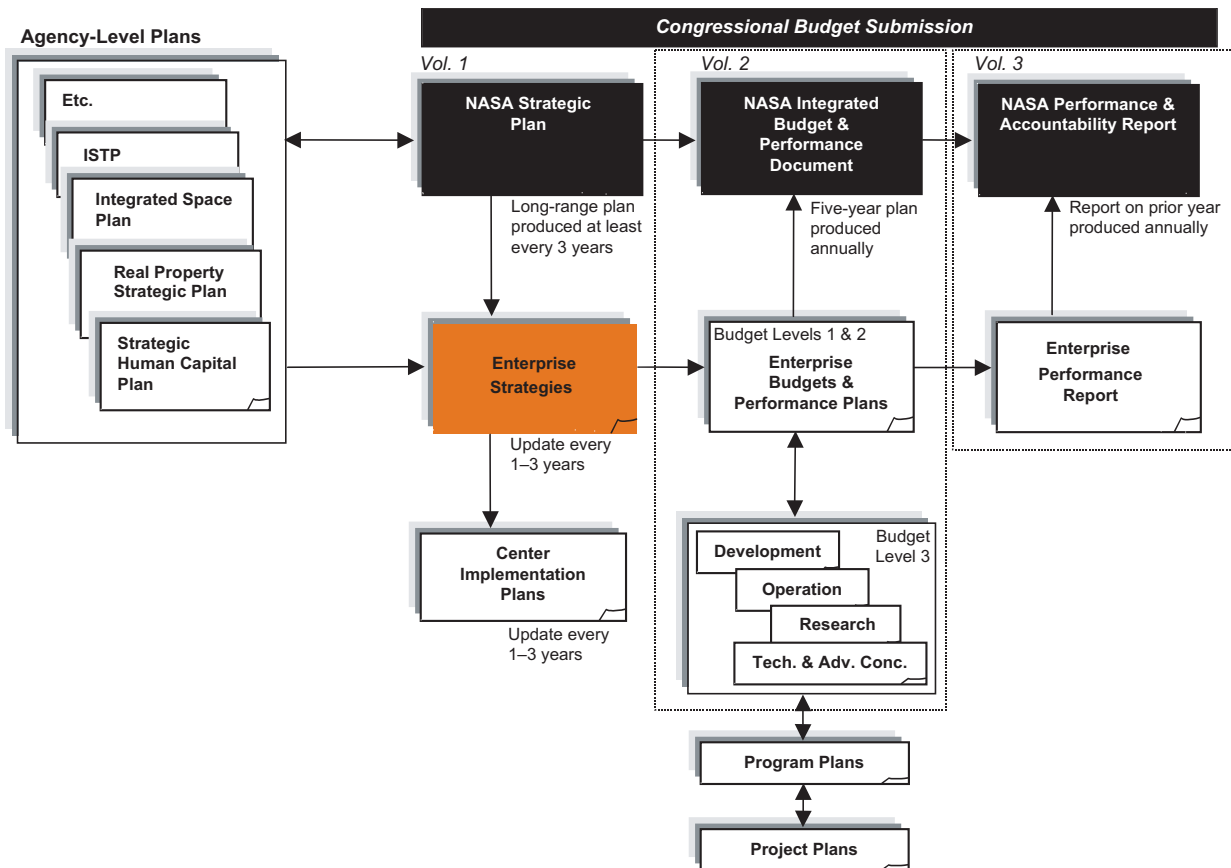 Congressional Budget Submission
Agency-Level Plans
Etc.
ISTP
Integrated Space
Plan
Real Property
Strategic Plan
Strategic
Human Capital
Plan
Vol. 1
NASA Strategic
Plan
Long-range plan
produced at least
every 3 years
Enterprise
Strategies
Update every
1–3 years
Center
Implementation
Plans
Update every
1–3 years
Vol. 2
NASA Integrated
Budget &
Performance
Document
Five-year plan
produced
annually
Budget Levels 1 & 2
Enterprise
Budgets &
Performance Plans
Budget
Level 3
Development
Operation
Research
Tech. & Adv. Conc.
Program Plans
Project Plans
Vol. 3
NASA Performance &
Accountability Report
Report on prior year
produced annually
Enterprise
Performance
Report